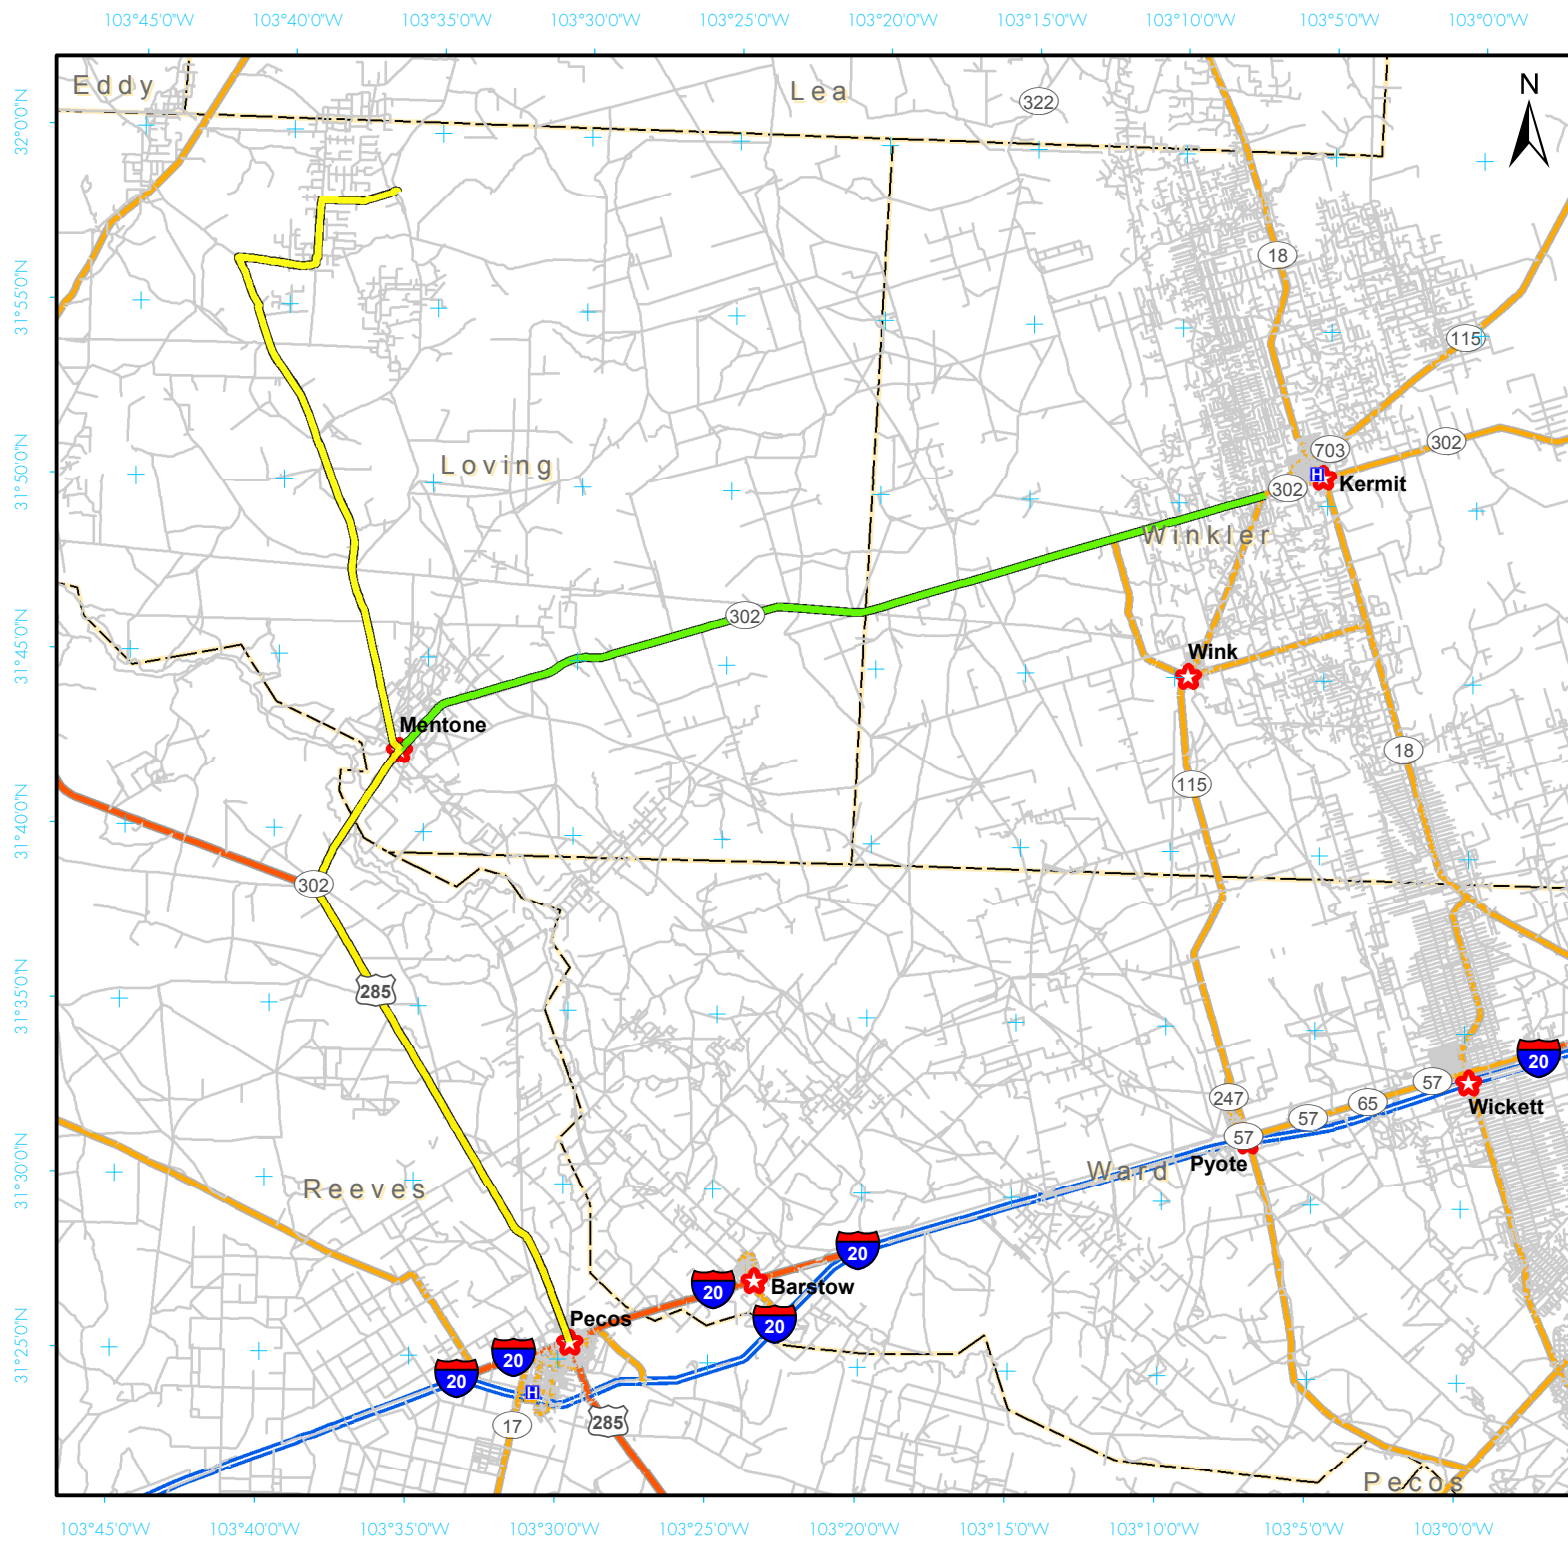 103°45'0"W 103°40'0"W 103°35'0"W 103°30'0"W 103°25'0"W 103°20'0"W 103°15'0"W 103°10'0"W 103°5'0"W 103°0'0"W
Eddy
Lea
322
N
32°0'0"N
18
31°55'0"N
115
302
703
Loving
31°50'0"N
Kermit
H
302
Winkler
302
Wink
31°45'0"N
Mentone
18
115
31°40'0"N
302
285
31°35'0"N
20
57
247
65
57
Wickett
57
Pyote
Ward
31°30'0"N
Reeves
20
20
Barstow
Pecos
20
31°25'0"N
20
20
H
285
17
Pecos
103°45'0"W 103°40'0"W 103°35'0"W 103°30'0"W 103°25'0"W 103°20'0"W 103°15'0"W 103°10'0"W 103°5'0"W 103°0'0"W